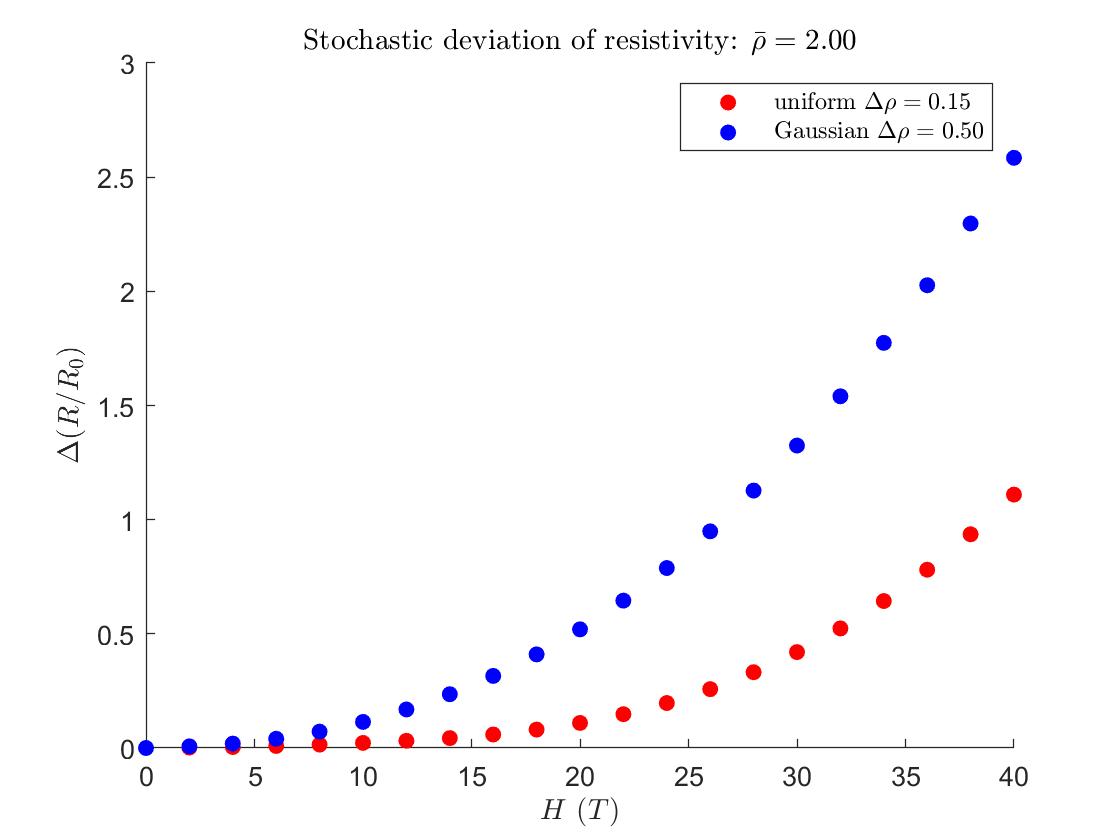 Stochastic deviation of resistivity: ρ̄ = 2.00
uniform Δρ = 0.15
Gaussian Δρ = 0.50
Δ(R/R₀)
3
2.5
2
1.5
1
0.5
0
0 5 10 15 20 25 30 35 40
H (T)